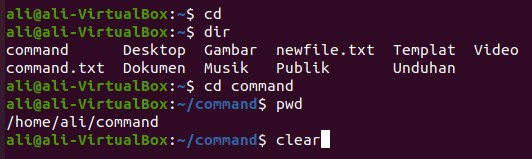 ali@ali-VirtualBox:~$ cd
ali@ali-VirtualBox:~$ dir
command Desktop Gambar newfile.txt Templat Video
command.txt Dokumen Musik Publik Unduhan
ali@ali-VirtualBox:~$ cd command
ali@ali-VirtualBox:~/command$ pwd
/home/ali/command
ali@ali-VirtualBox:~/command$ clear